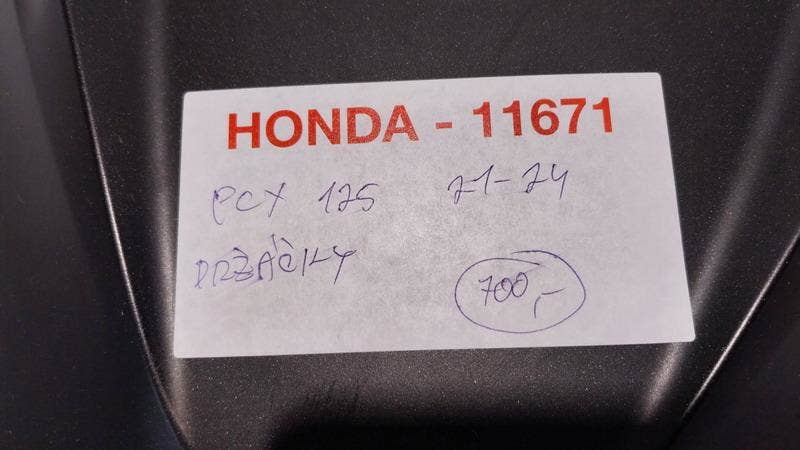 HONDA - 11671
PCX 125 21-24
DRŽÁČKY
700,-